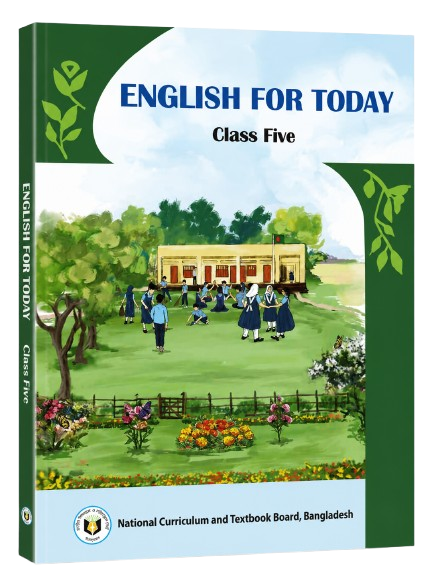 ENGLISH FOR TODAY
Class Five
ENGLISH FOR TODAY Class Five
National Curriculum and Textbook Board, Bangladesh